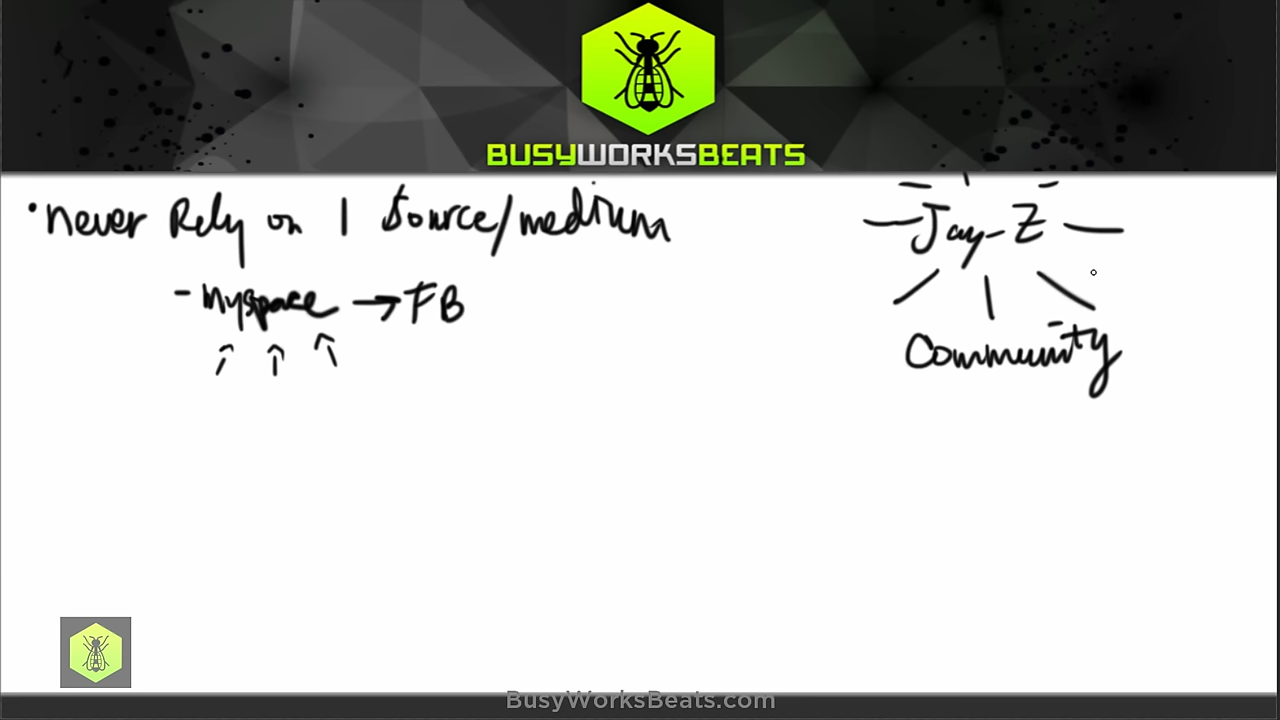 BUSYWORKSBEATS
• never Rely on 1 source/medium
- Myspace → FB
Jay-Z
Community
BusyWorksBeats.com